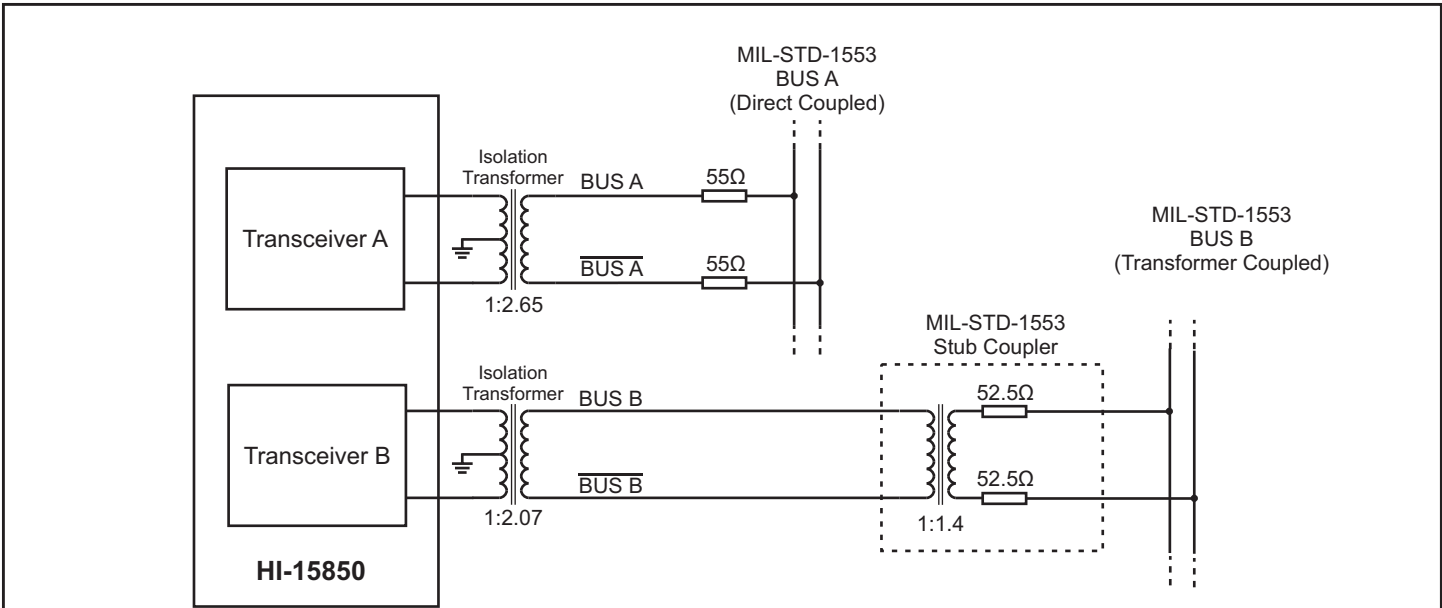 MIL-STD-1553
BUS A
(Direct Coupled)
Isolation
Transformer
BUS A
55Ω
Transceiver A
BUS A
55Ω
1:2.65
MIL-STD-1553
BUS B
(Transformer Coupled)
MIL-STD-1553
Stub Coupler
Isolation
Transformer
BUS B
52.5Ω
Transceiver B
BUS B
52.5Ω
1:2.07
1:1.4
HI-15850